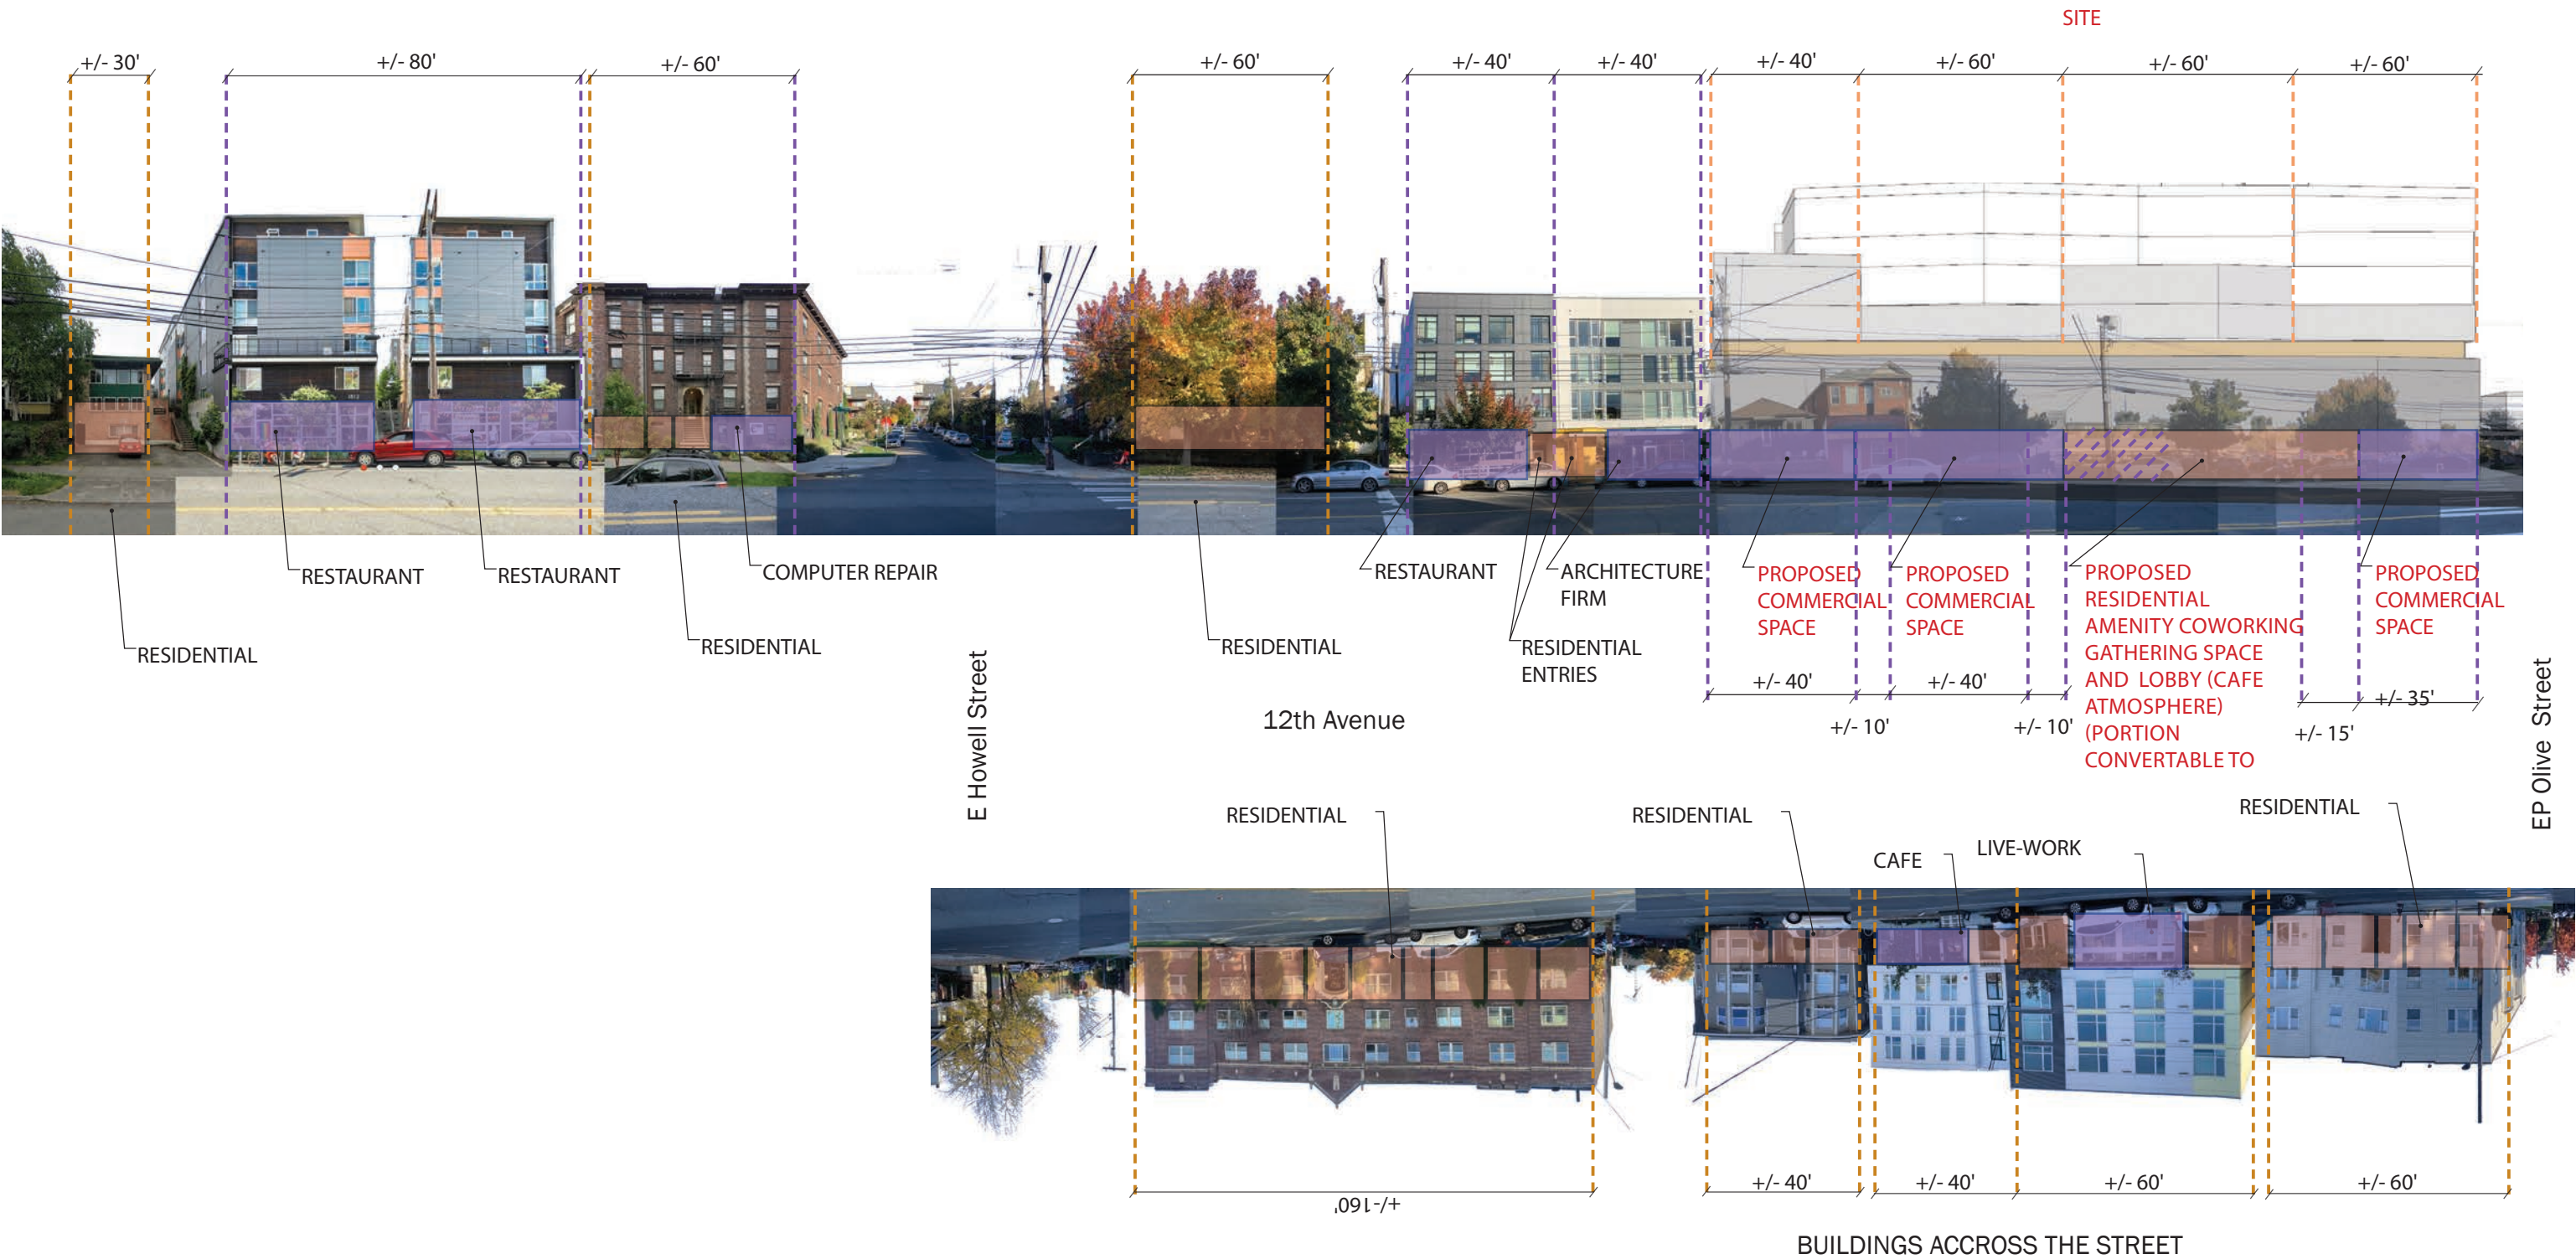 SITE
+/- 30'
+/- 80'
+/- 60'
+/- 60'
+/- 40'
+/- 40'
+/- 40'
+/- 60'
+/- 60'
+/- 60'
RESTAURANT
RESTAURANT
COMPUTER REPAIR
RESIDENTIAL
RESIDENTIAL
RESIDENTIAL
RESTAURANT
RESIDENTIAL
ENTRIES
ARCHITECTURE
FIRM
PROPOSED
COMMERCIAL
SPACE
PROPOSED
COMMERCIAL
SPACE
PROPOSED
RESIDENTIAL
AMENITY COWORKING
GATHERING SPACE
AND LOBBY (CAFE
ATMOSPHERE)
(PORTION
CONVERTABLE TO
PROPOSED
COMMERCIAL
SPACE
+/- 40'
+/- 10'
+/- 40'
+/- 10'
+/- 15'
+/- 35'
E Howell Street
12th Avenue
EP Olive Street
RESIDENTIAL
RESIDENTIAL
CAFE
LIVE-WORK
RESIDENTIAL
+/-160'
+/- 40'
+/- 40'
+/- 60'
+/- 60'
BUILDINGS ACCROSS THE STREET